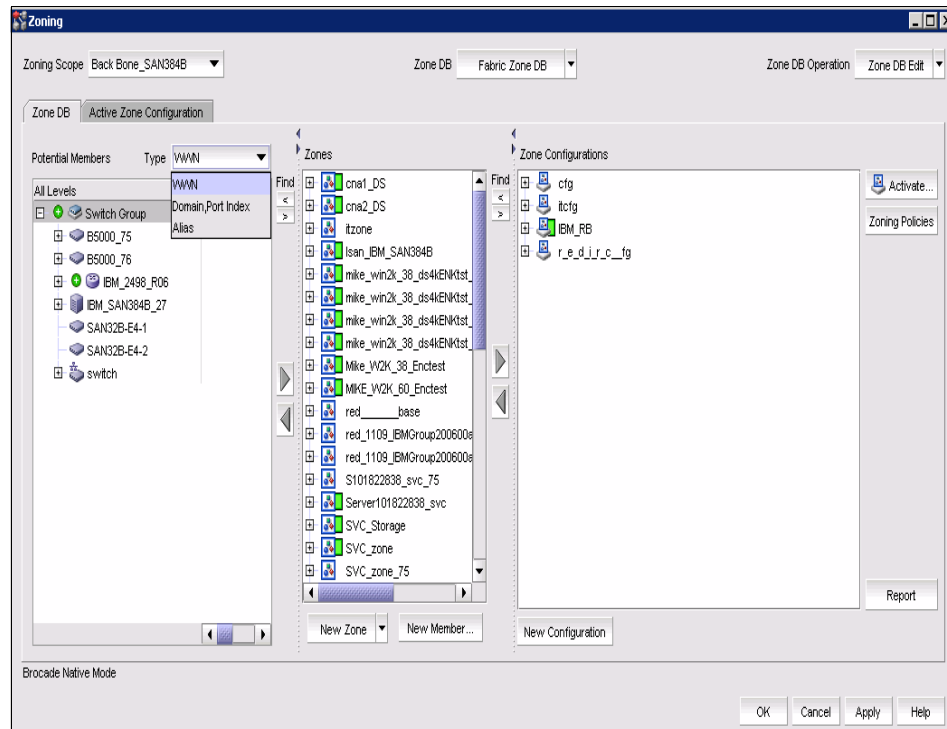 Zoning
Zoning Scope Back Bone_SAN384B Zone DB Fabric Zone DB Zone DB Operation Zone DB Edit
Zone DB Active Zone Configuration
Potential Members Type WWN Zones Zone Configurations
All Levels
WWN
Domain,Port Index
Alias
Find
Find
Switch Group
B5000_75
B5000_76
IBM_2498_R06
IBM_SAN384B_27
SAN32B-E4-1
SAN32B-E4-2
switch
cna1_DS
cna2_DS
itzone
lsan_IBM_SAN384B
mike_win2k_38_ds4kENKtst_
mike_win2k_38_ds4kENKtst_
mike_win2k_38_ds4kENKtst_
mike_win2k_38_ds4kENKtst_
Mike_W2K_38_Enctest
MIKE_W2K_60_Enctest
red______base
red_1109_IBMGroup200600a
red_1109_IBMGroup200600a
S101822838_svc_75
Server101822838_svc
SVC_Storage
SVC_zone
SVC_zone_75
cfg
itcfg
IBM_RB
r_e_d_i_r_c__fg
Activate...
Zoning Policies
Report
New Zone New Member... New Configuration
Brocade Native Mode
OK Cancel Apply Help